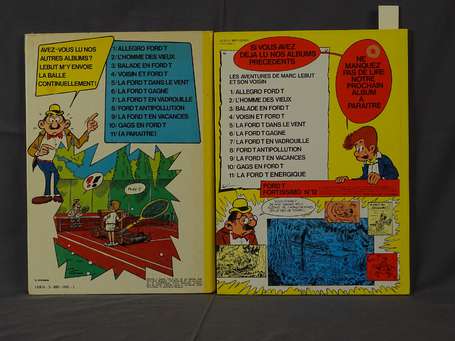 AVEZ-VOUS LU NOS
AUTRES ALBUMS?
LEBUT M'Y ENVOIE
LA BALLE
CONTINUELLEMENT!
1: ALLEGRO FORD T
2: L'HOMME DES VIEUX
3: BALADE EN FORD T
4: VOISIN ET FORD T
5: LA FORD T DANS LE VENT
6: LA FORD T GAGNE
7: LA FORD T EN VADROUILLE
8: FORD T ANTIPOLLUTION
9: LA FORD T EN VACANCES
10: GAGS EN FORD T
11: (A PARAITRE)
SI VOUS AVEZ
DEJA LU NOS ALBUMS
PRECEDENTS
LES AVENTURES DE MARC LEBUT
ET SON VOISIN
1: ALLEGRO FORD T
2: L'HOMME DES VIEUX
3: BALADE EN FORD T
4: VOISIN ET FORD T
5: LA FORD T DANS LE VENT
6: LA FORD T GAGNE
7: LA FORD T EN VADROUILLE
8: FORD T ANTIPOLLUTION
9: LA FORD T EN VACANCES
10: GAGS EN FORD T
11: LA FORD T ENERGIQUE
NE
MANQUEZ
PAS DE LIRE
NOTRE
PROCHAIN
ALBUM
A
PARAITRE
FORD T
FORTISSIMO N°12